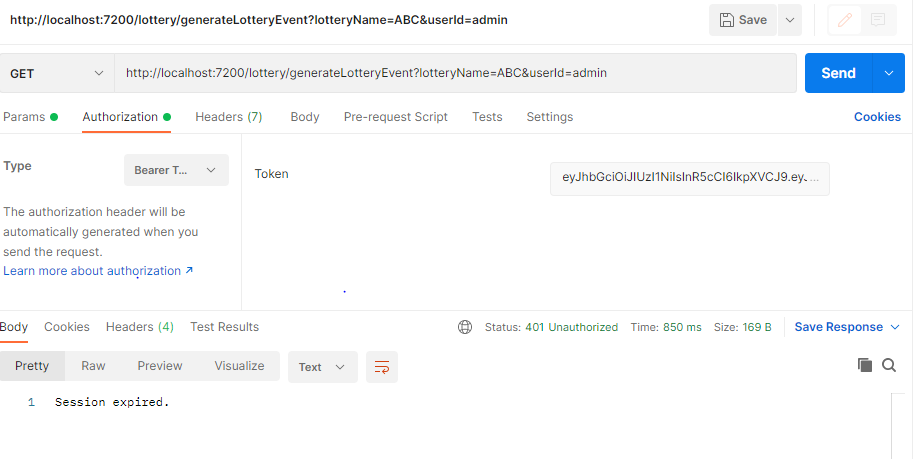 http://localhost:7200/lottery/generateLotteryEvent?lotteryName=ABC&userId=admin
Save
GET
http://localhost:7200/lottery/generateLotteryEvent?lotteryName=ABC&userId=admin
Send
Params Authorization Headers (7) Body Pre-request Script Tests Settings Cookies
Type
Bearer T...
Token
eyJhbGciOiJIUzI1NiIsInR5cCI6IkpXVCJ9.ey. ...
The authorization header will be
automatically generated when you
send the request.
Learn more about authorization ↗
Body Cookies Headers (4) Test Results Status: 401 Unauthorized Time: 850 ms Size: 169 B Save Response
Pretty Raw Preview Visualize Text
1 Session expired.